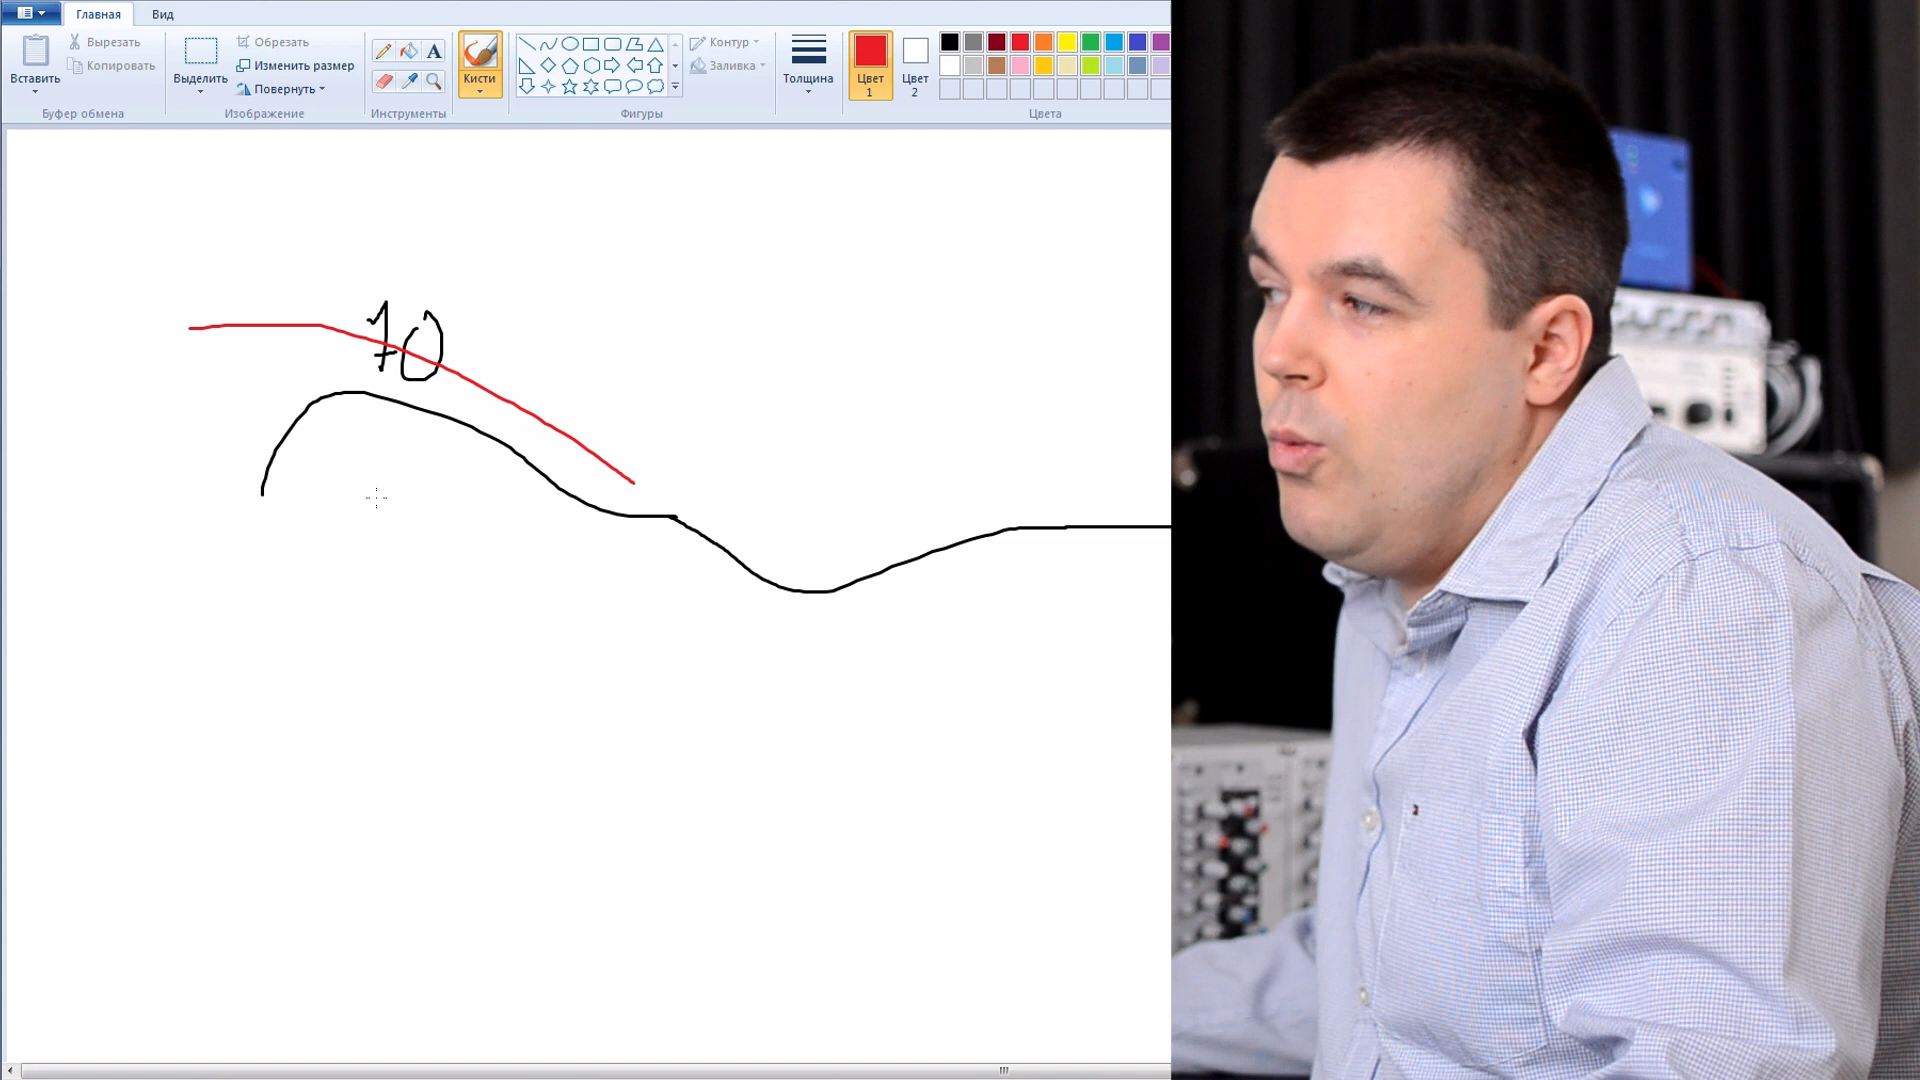 Главная Вид
Вставить
Вырезать
Копировать
Буфер обмена
Выделить
Обрезать
Изменить размер
Повернуть
Изображение
Инструменты
Кисти
Контур
Заливка
Фигуры
Толщина
Цвет 1
Цвет 2
Цвета
70